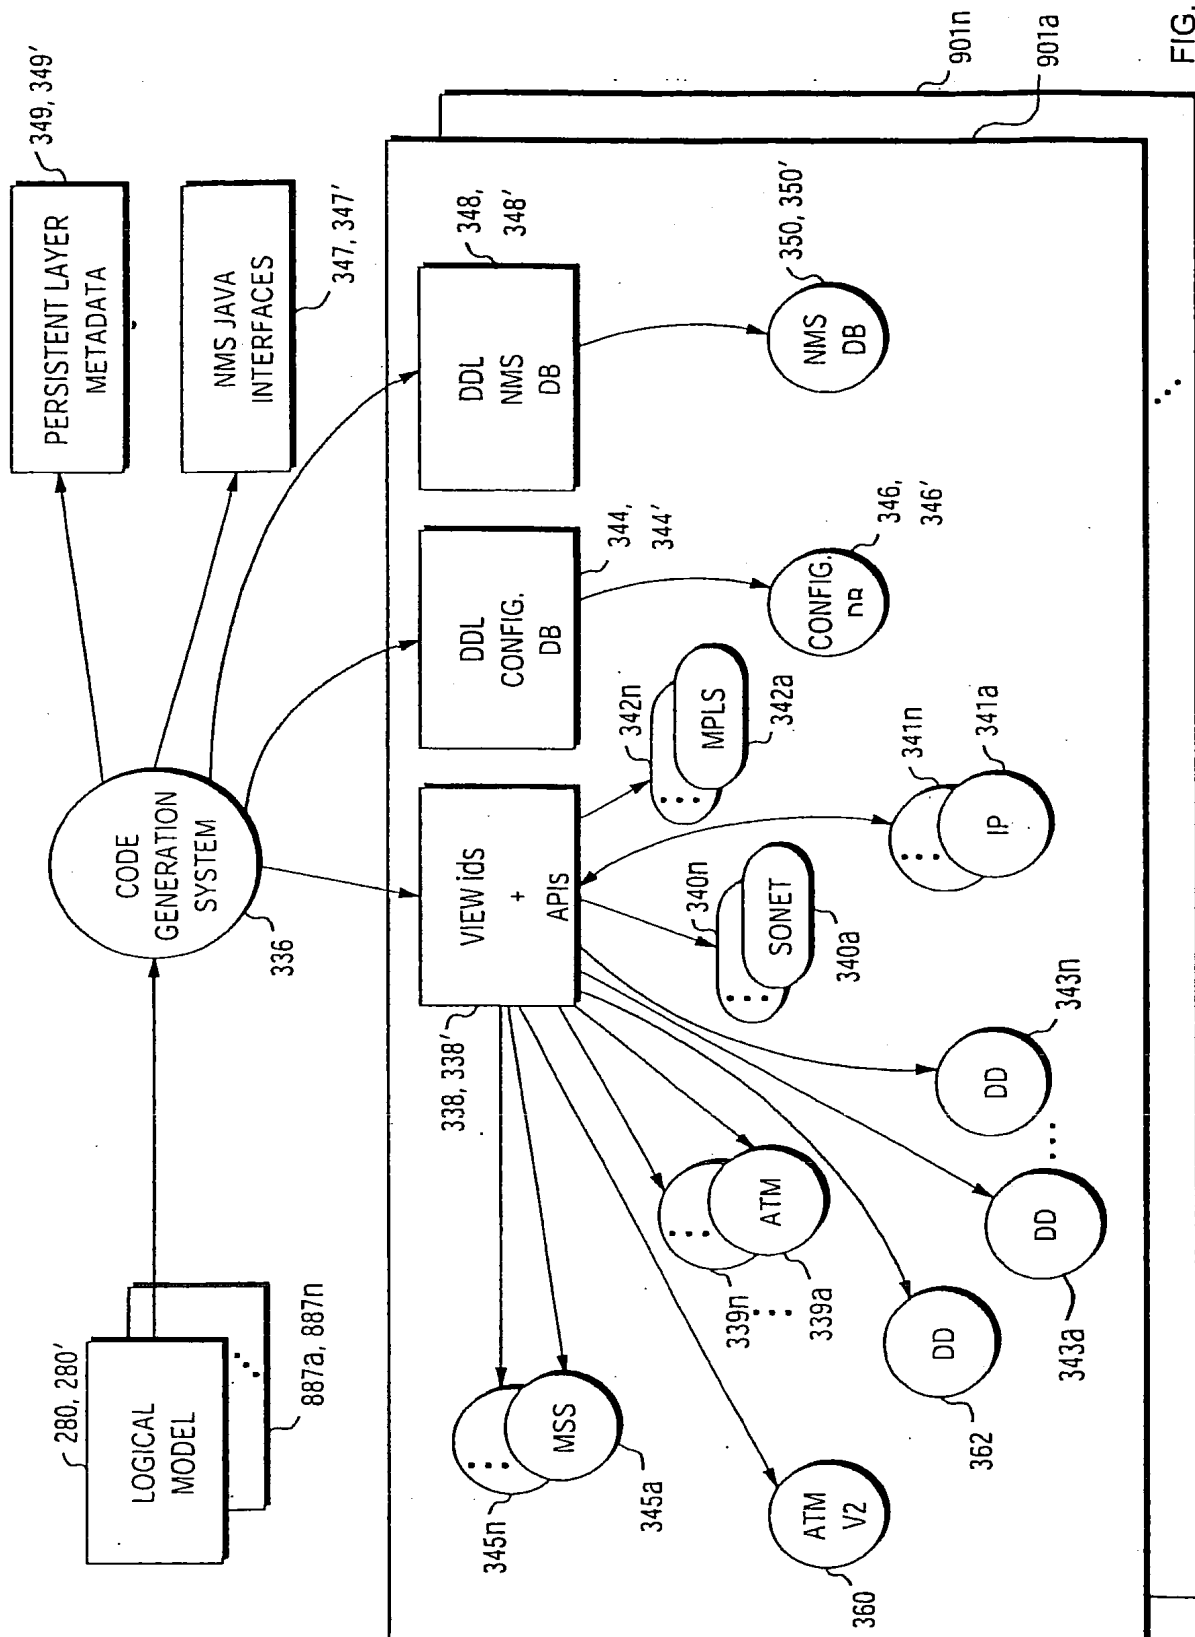 280, 280′
LOGICAL
MODEL
887a, 887n
CODE
GENERATION
SYSTEM
336
PERSISTENT LAYER
METADATA
349, 349′
NMS JAVA
INTERFACES
347, 347′
VIEW ids
+
APIs
338, 338′
DDL
CONFIG.
DB
344,
344′
DDL
NMS
DB
348,
348′
345n
MSS
345a
ATM
V2
360
339n
ATM
339a
DD
362
DD
343a
DD
343n
340n
SONET
340a
342n
MPLS
342a
341n
IP
341a
CONFIG.
DB
346,
346′
NMS
DB
350, 350′
901n
901a
FIG.